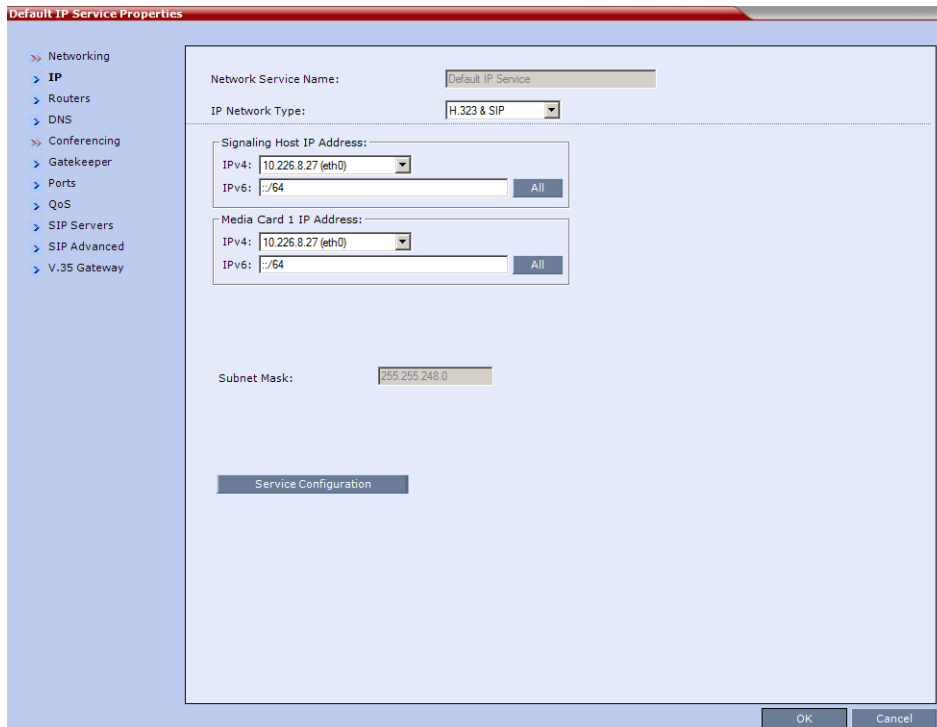 Default IP Service Properties
Networking
IP
Routers
DNS
Conferencing
Gatekeeper
Ports
QoS
SIP Servers
SIP Advanced
V.35 Gateway
Network Service Name: Default IP Service
IP Network Type: H.323 & SIP
Signaling Host IP Address:
IPv4: 10.226.8.27 (eth0)
IPv6: ::/64 All
Media Card 1 IP Address:
IPv4: 10.226.8.27 (eth0)
IPv6: ::/64 All
Subnet Mask: 255.255.248.0
Service Configuration
OK Cancel